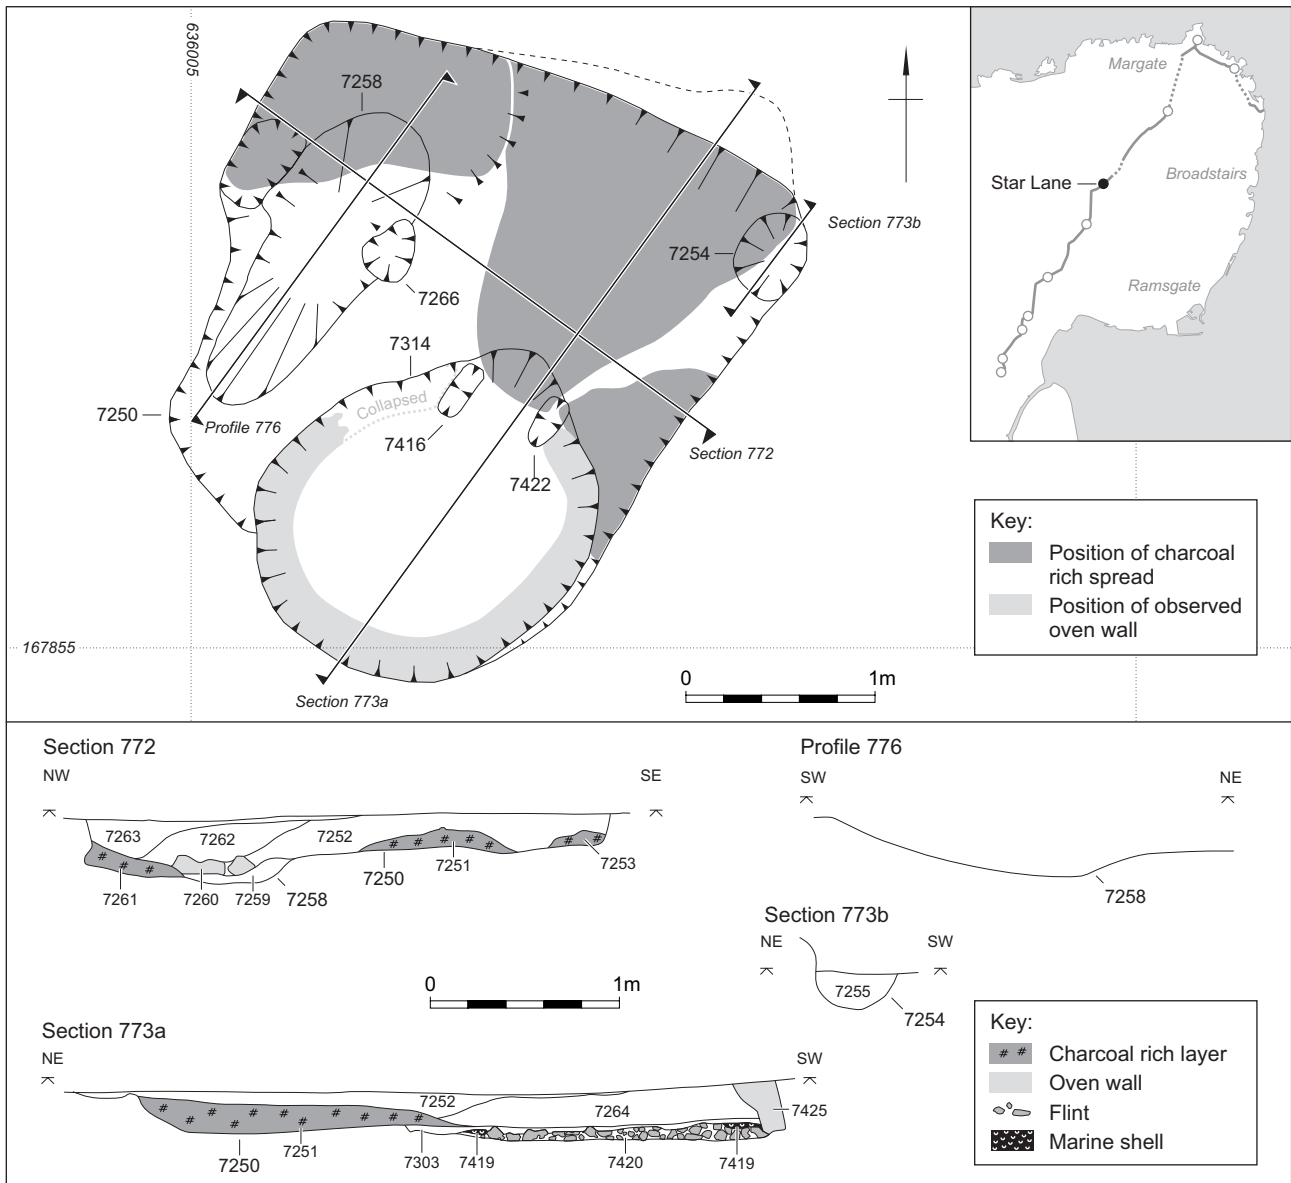 636005
7258
7266
7314
Collapsed
7250
Profile 776
7416
7422
7254
Section 773b
Section 772
Section 773a
167855
0 1m
Margate
Star Lane
Broadstairs
Ramsgate
Key:
Position of charcoal
rich spread
Position of observed
oven wall
Section 772
NW SE
7263 7262 7252
7261 7260 7259 7258 7250 7251 7253
Profile 776
SW NE
7258
Section 773b
NE SW
7255
7254
0 1m
Section 773a
NE SW
7252 7264 7425
7250 7251 7303 7419 7420 7419
Key:
Charcoal rich layer
Oven wall
Flint
Marine shell